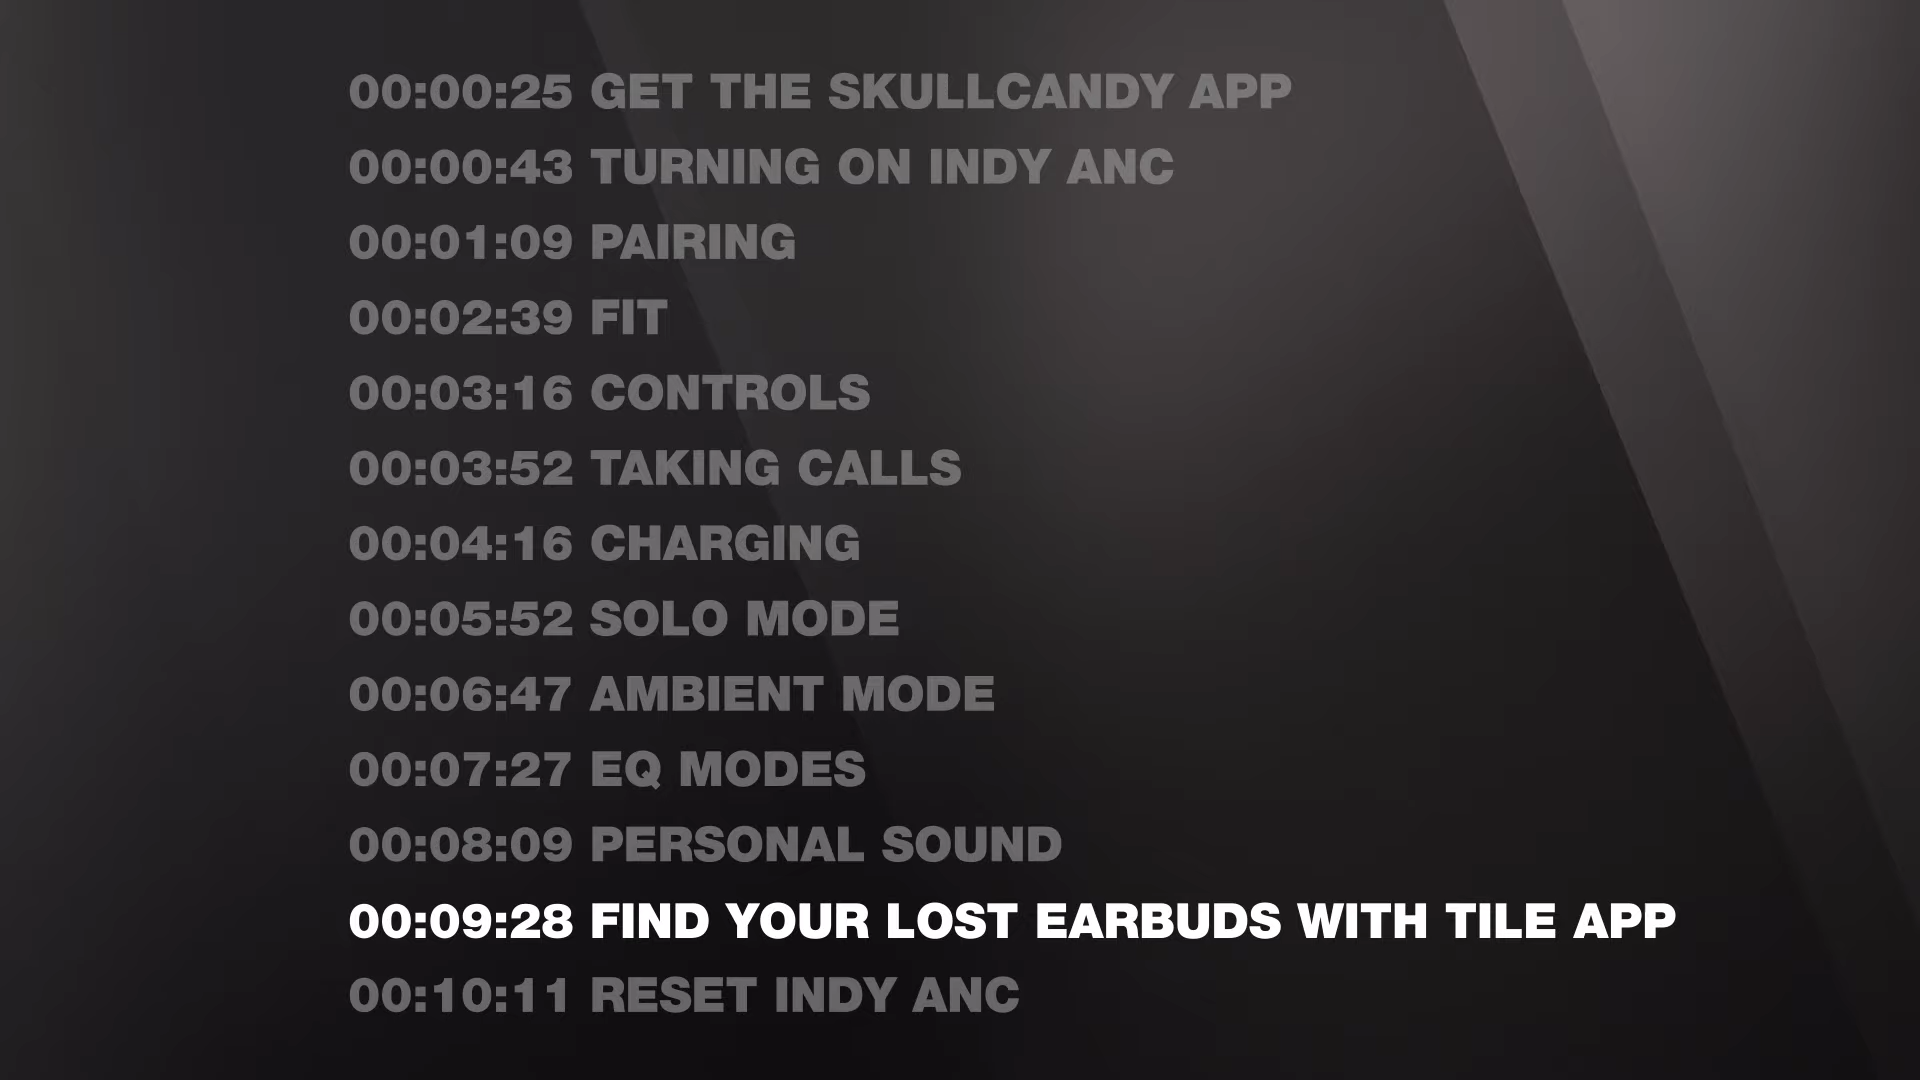 00:00:25 GET THE SKULLCANDY APP
00:00:43 TURNING ON INDY ANC
00:01:09 PAIRING
00:02:39 FIT
00:03:16 CONTROLS
00:03:52 TAKING CALLS
00:04:16 CHARGING
00:05:52 SOLO MODE
00:06:47 AMBIENT MODE
00:07:27 EQ MODES
00:08:09 PERSONAL SOUND
00:09:28 FIND YOUR LOST EARBUDS WITH TILE APP
00:10:11 RESET INDY ANC